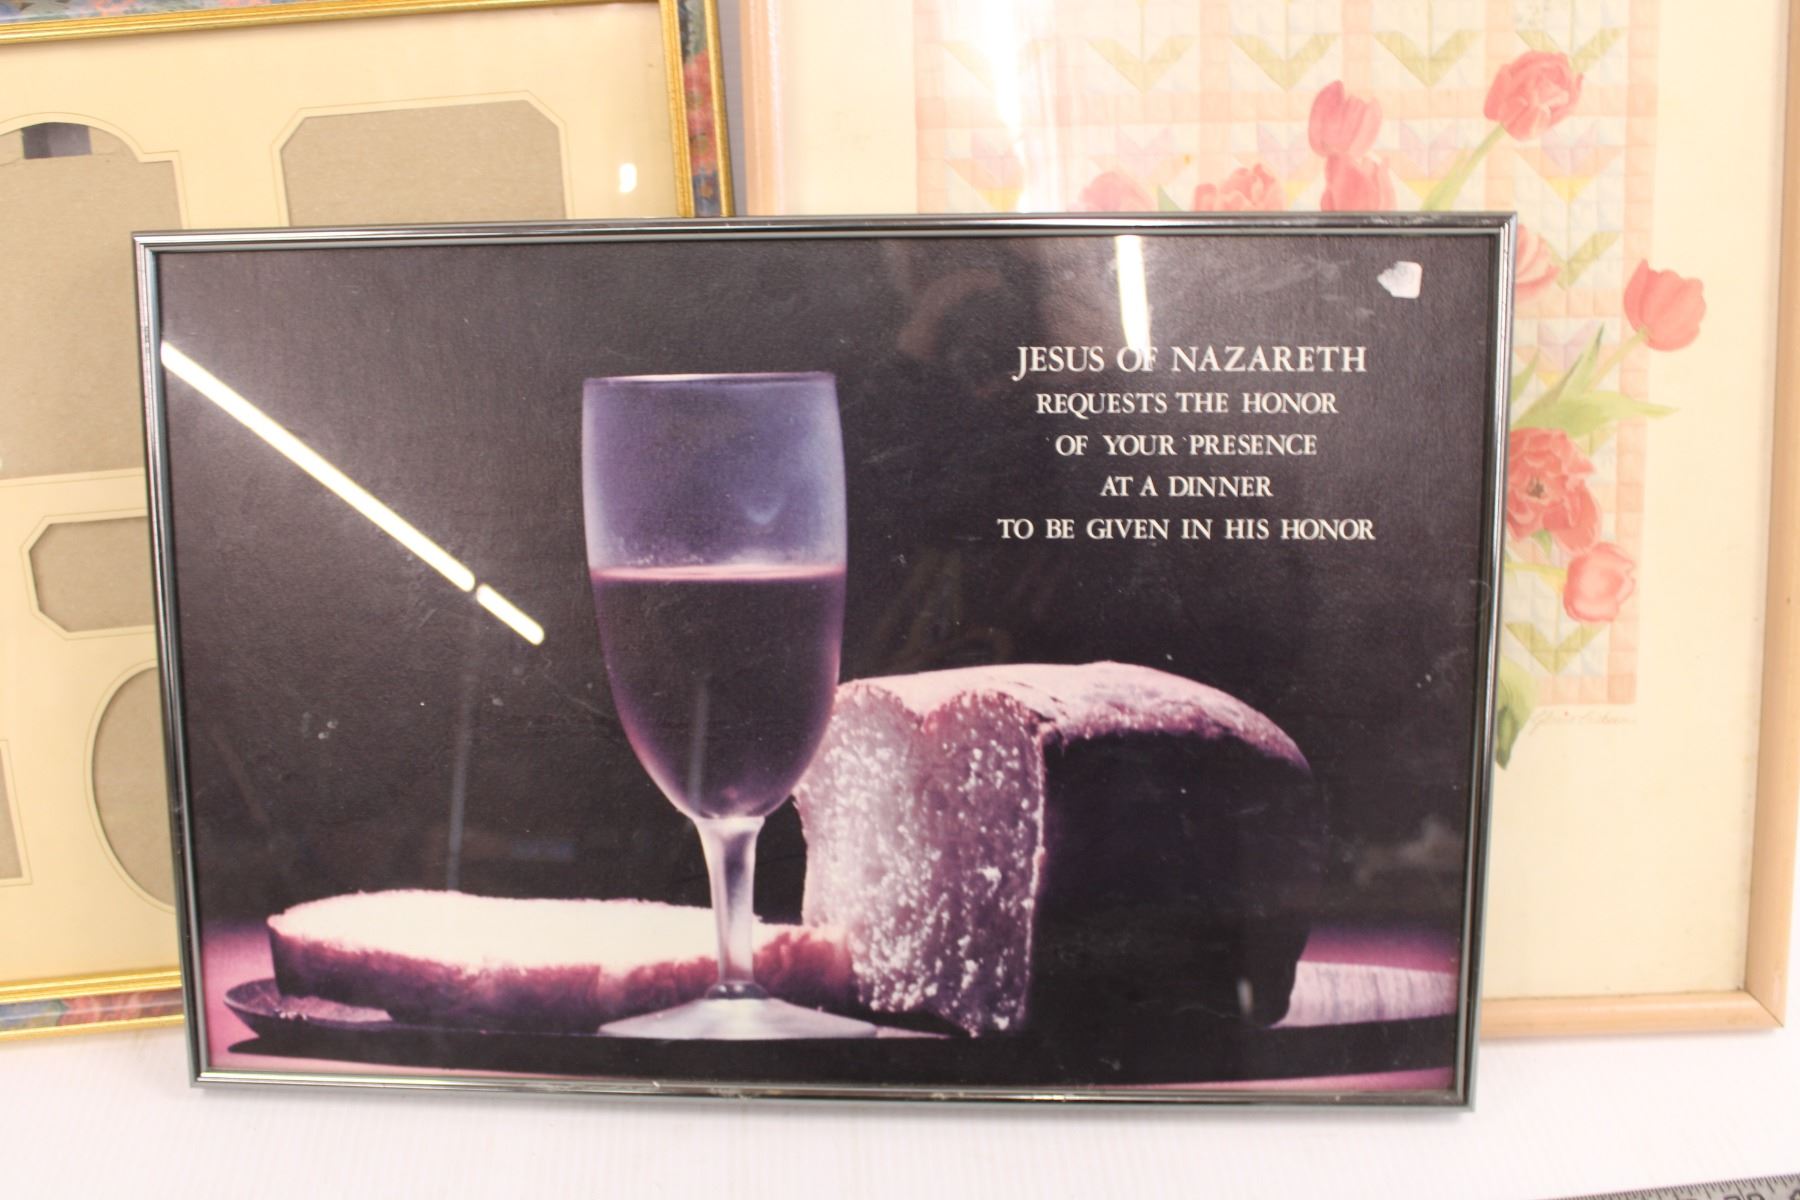 JESUS OF NAZARETH
REQUESTS THE HONOR
OF YOUR PRESENCE
AT A DINNER
TO BE GIVEN IN HIS HONOR